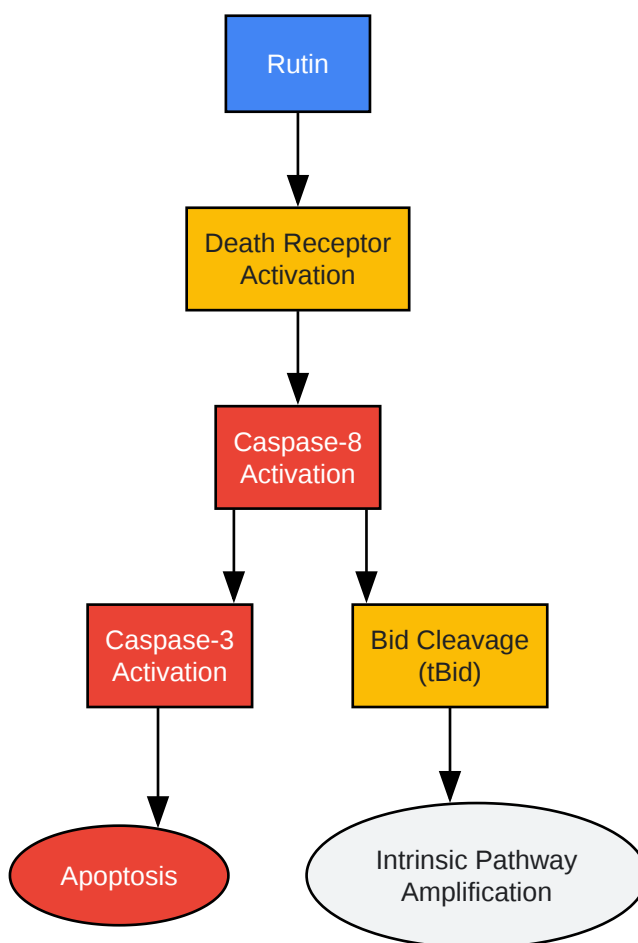 Rutin
Death Receptor
Activation
Caspase-8
Activation
Caspase-3
Activation
Bid Cleavage
(tBid)
Apoptosis
Intrinsic Pathway
Amplification